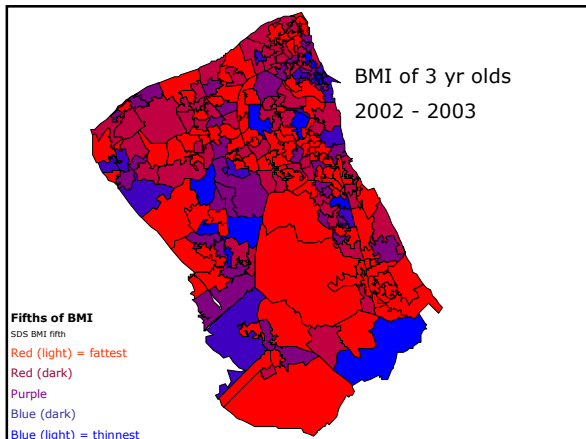 BMI of 3 yr olds
2002 - 2003
Fifths of BMI
SDS BMI fifth
Red (light) = fattest
Red (dark)
Purple
Blue (dark)
Blue (light) = thinnest